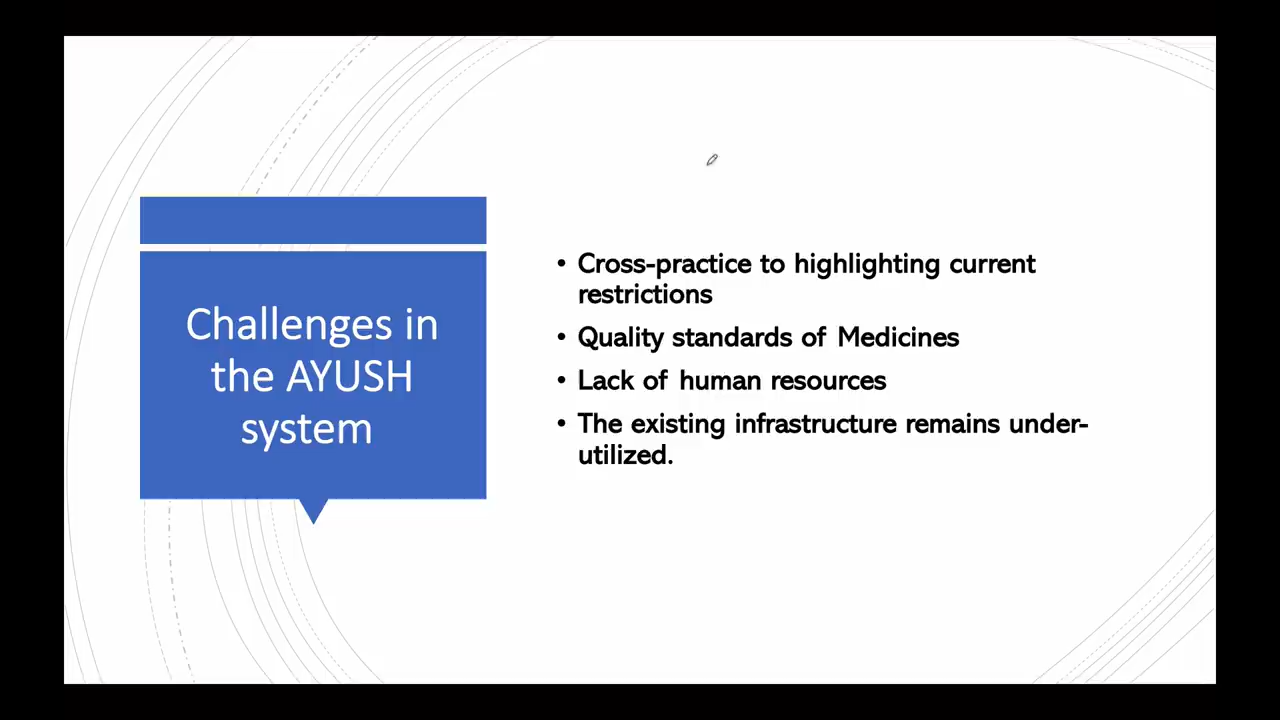 Challenges in
the AYUSH
system
• Cross-practice to highlighting current
restrictions
• Quality standards of Medicines
• Lack of human resources
• The existing infrastructure remains under-
utilized.